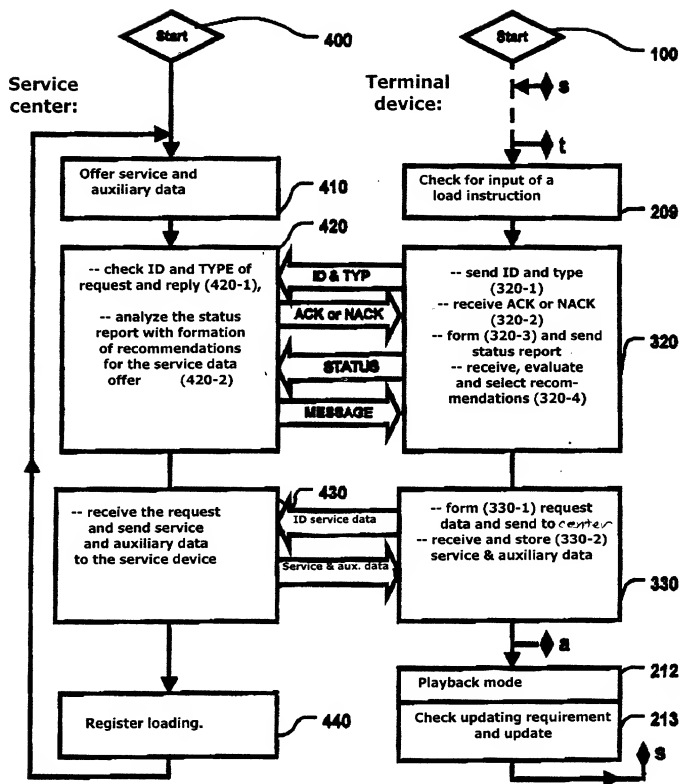 Start
400
Start
100
Service
center:
Terminal
device:
s
t
Offer service and
auxiliary data
410
Check for input of a
load instruction
209
420
-- check ID and TYPE of
request and reply (420-1),
-- analyze the status
report with formation
of recommendations
for the service data
offer (420-2)
ID & TYP
ACK or NACK
STATUS
MESSAGE
-- send ID and type
(320-1)
-- receive ACK or NACK
(320-2)
-- form (320-3) and send
status report
-- receive, evaluate
and select recom-
mendations (320-4)
320
430
-- receive the request
and send service
and auxiliary data
to the service device
ID service data
Service & aux. data
-- form (330-1) request
data and send to center
-- receive and store (330-2)
service & auxiliary data
330
a
212
Playback mode
213
Check updating requirement
and update
Register loading.
440
s